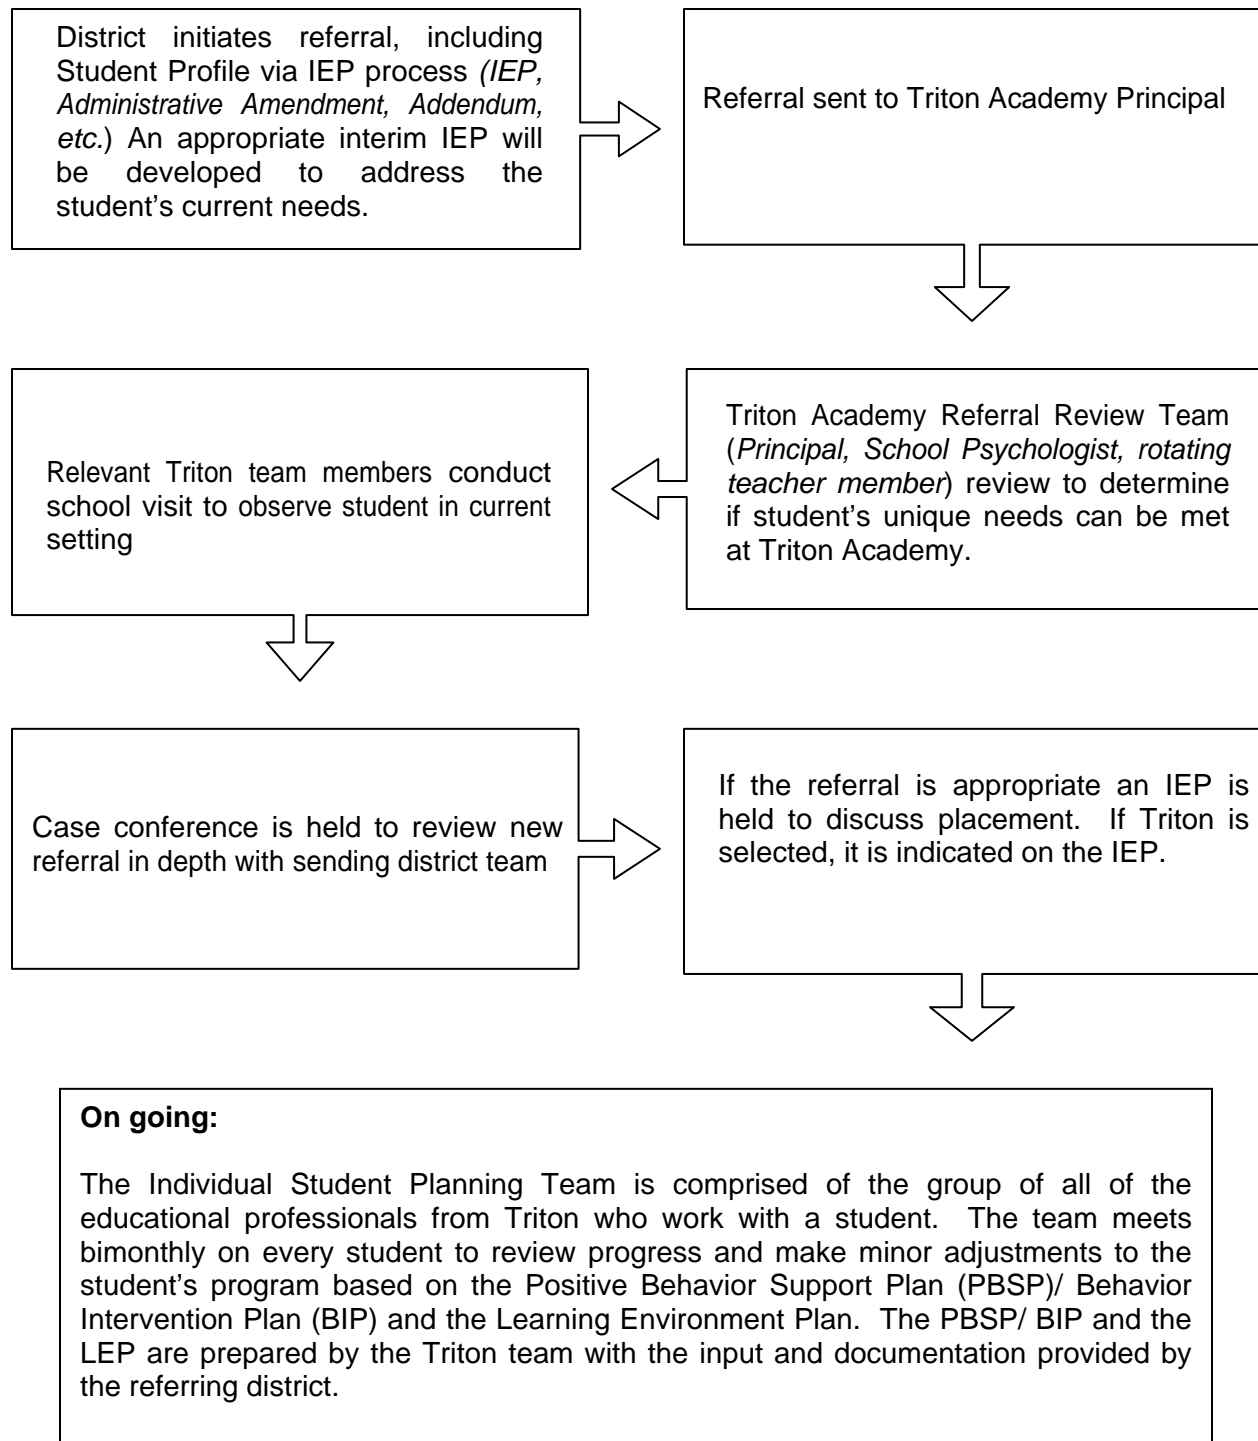 District initiates referral, including
Student Profile via IEP process (IEP,
Administrative Amendment, Addendum,
etc.) An appropriate interim IEP will
be developed to address the
student’s current needs.
Referral sent to Triton Academy Principal
Triton Academy Referral Review Team
(Principal, School Psychologist, rotating
teacher member) review to determine
if student’s unique needs can be met
at Triton Academy.
Relevant Triton team members conduct
school visit to observe student in current
setting
Case conference is held to review new
referral in depth with sending district team
If the referral is appropriate an IEP is
held to discuss placement. If Triton is
selected, it is indicated on the IEP.
On going:
The Individual Student Planning Team is comprised of the group of all of the
educational professionals from Triton who work with a student. The team meets
bimonthly on every student to review progress and make minor adjustments to the
student’s program based on the Positive Behavior Support Plan (PBSP)/ Behavior
Intervention Plan (BIP) and the Learning Environment Plan. The PBSP/ BIP and the
LEP are prepared by the Triton team with the input and documentation provided by
the referring district.